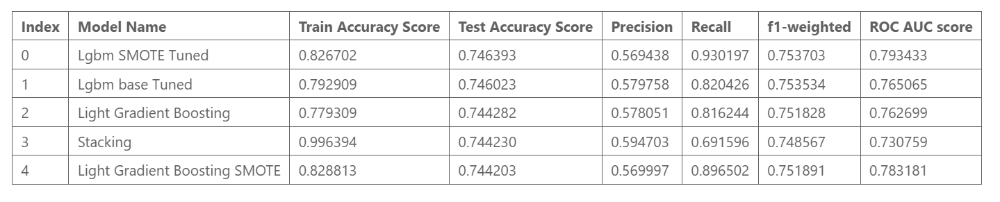 Index Model Name Train Accuracy Score Test Accuracy Score Precision Recall f1-weighted ROC AUC score
0 Lgbm SMOTE Tuned 0.826702 0.746393 0.569438 0.930197 0.753703 0.793433
1 Lgbm base Tuned 0.792909 0.746023 0.579758 0.820426 0.753534 0.765065
2 Light Gradient Boosting 0.779309 0.744282 0.578051 0.816244 0.751828 0.762699
3 Stacking 0.996394 0.744230 0.594703 0.691596 0.748567 0.730759
4 Light Gradient Boosting SMOTE 0.828813 0.744203 0.569997 0.896502 0.751891 0.783181